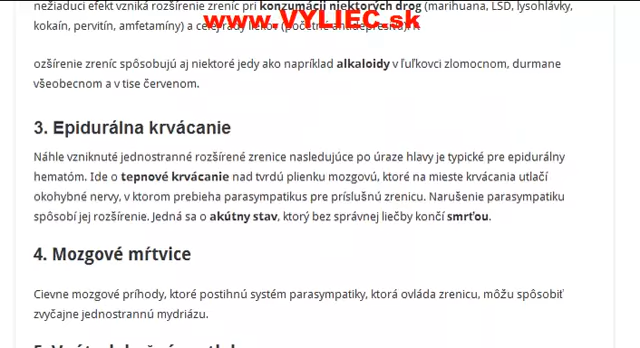 nežiaduci efekt vzniká rozšírenie zreníc pri konzumácii niektorých drog (marihuana, LSD, lysohlávky,
www.VYLIEC.sk
kokaín, pervitín, amfetamíny) a celej rady liekov (početné antidepresíva).
ozšírenie zreníc spôsobujú aj niektoré jedy ako napríklad alkaloidy v ľuľkovci zlomocnom, durmane
všeobecnom a v tise červenom.
3. Epidurálna krvácanie
Náhle vzniknuté jednostranné rozšírené zrenice nasledujúce po úraze hlavy je typické pre epidurálny
hematóm. Ide o tepnové krvácanie nad tvrdú plienku mozgovú, ktoré na mieste krvácania utlačí
okohybné nervy, v ktorom prebieha parasympatikus pre príslušnú zrenicu. Narušenie parasympatiku
spôsobí jej rozšírenie. Jedná sa o akútny stav, ktorý bez správnej liečby končí smrťou.
4. Mozgové mŕtvice
Cievne mozgové príhody, ktoré postihnú systém parasympatiky, ktorá ovláda zrenicu, môžu spôsobiť
zvyčajne jednostrannú mydriázu.